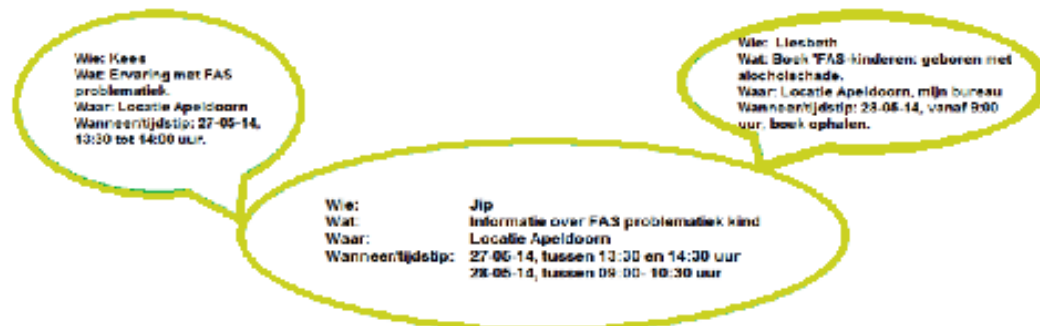 Wie: Kees
Wat: Ervaring met FAS
problematiek.
Waar: Locatie Apeldoorn
Wanneer/tijdstip: 27-05-14,
13:30 tot 14:00 uur.
Wie: Liesbeth
Wat: Boek "FAS-kinderen: geboren met
alcoholschade.
Waar: Locatie Apeldoorn, mijn bureau
Wanneer/tijdstip: 28-05-14, vanaf 9:00
uur, boek ophalen.
Wie: Jip
Wat: Informatie over FAS problematiek kind
Waar: Locatie Apeldoorn
Wanneer/tijdstip: 27-05-14, tussen 13:30 en 14:30 uur
28-05-14, tussen 09:00- 10:30 uur